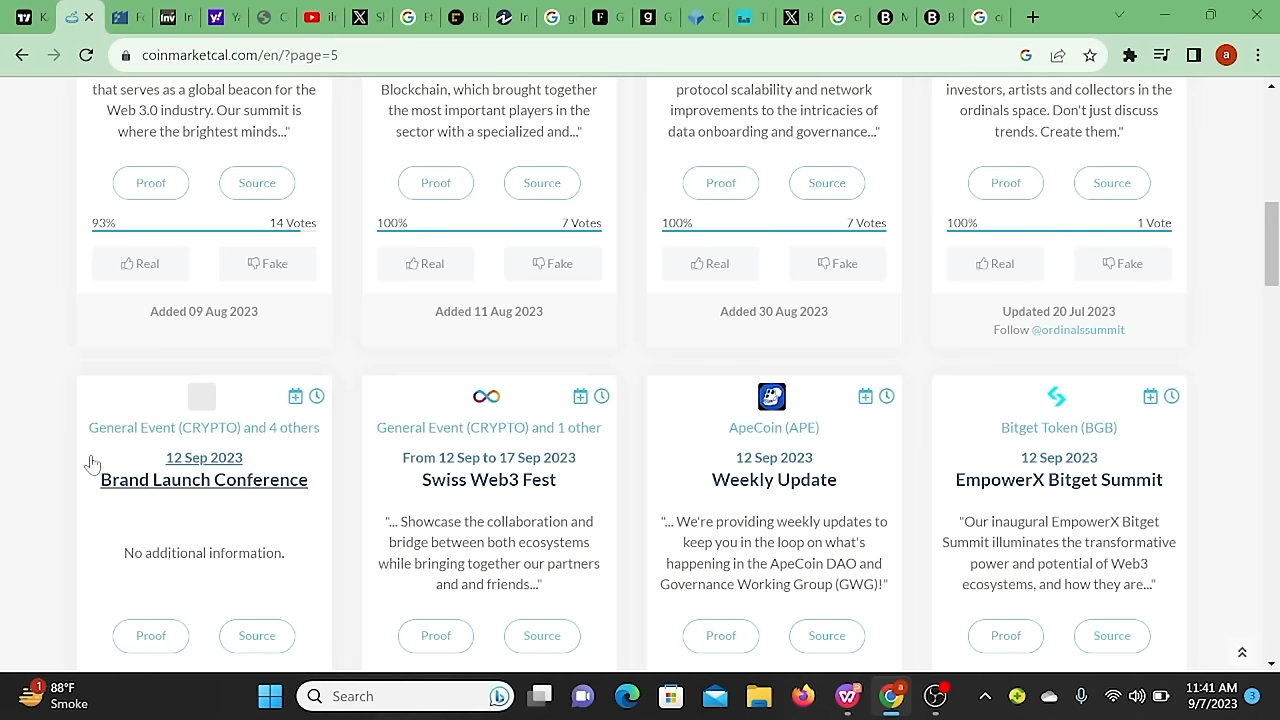 K
F
Inv
In
C
il
S
Et
B
In
g
G
g
G
Ti
B
c
M
B
c
coinmarketcal.com/en/?page=5
a
that serves as a global beacon for the
Web 3.0 industry. Our summit is
where the brightest minds..."
Blockchain, which brought together
the most important players in the
sector with a specialized and..."
protocol scalability and network
improvements to the intricacies of
data onboarding and governance..."
investors, artists and collectors in the
ordinals space. Don't just discuss
trends. Create them."
Proof Source Proof Source Proof Source Proof Source
93% 14 Votes 100% 7 Votes 100% 7 Votes 100% 1 Vote
Real Fake Real Fake Real Fake Real Fake
Added 09 Aug 2023
Added 11 Aug 2023
Added 30 Aug 2023
Updated 20 Jul 2023
Follow @ordinalssummit
General Event (CRYPTO) and 4 others
12 Sep 2023
Brand Launch Conference
No additional information.
Proof Source
General Event (CRYPTO) and 1 other
From 12 Sep to 17 Sep 2023
Swiss Web3 Fest
"... Showcase the collaboration and
bridge between both ecosystems
while bringing together our partners
and and friends..."
Proof Source
ApeCoin (APE)
12 Sep 2023
Weekly Update
"... We're providing weekly updates to
keep you in the loop on what's
happening in the ApeCoin DAO and
Governance Working Group (GWG)!"
Proof Source
Bitget Token (BGB)
12 Sep 2023
EmpowerX Bitget Summit
"Our inaugural EmpowerX Bitget
Summit illuminates the transformative
power and potential of Web3
ecosystems, and how they are..."
Proof Source
1
88°F
Smoke
Search
11:41 AM
9/7/2023
3